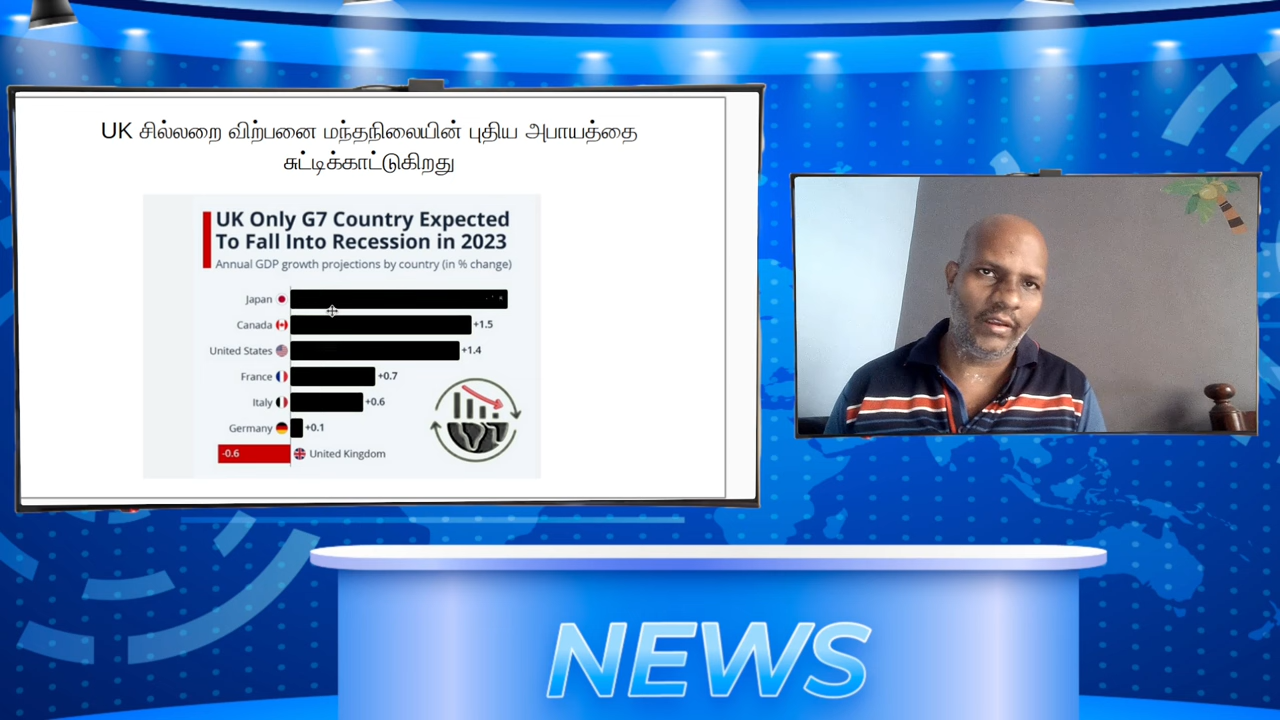 UK சில்லறை விற்பனை மந்தநிலையின் புதிய அபாயத்தை
சுட்டிக்காட்டுகிறது
UK Only G7 Country Expected
To Fall Into Recession in 2023
Annual GDP growth projections by country (in % change)
Japan
Canada +1.5
United States +1.4
France +0.7
Italy +0.6
Germany +0.1
-0.6 United Kingdom
NEWS